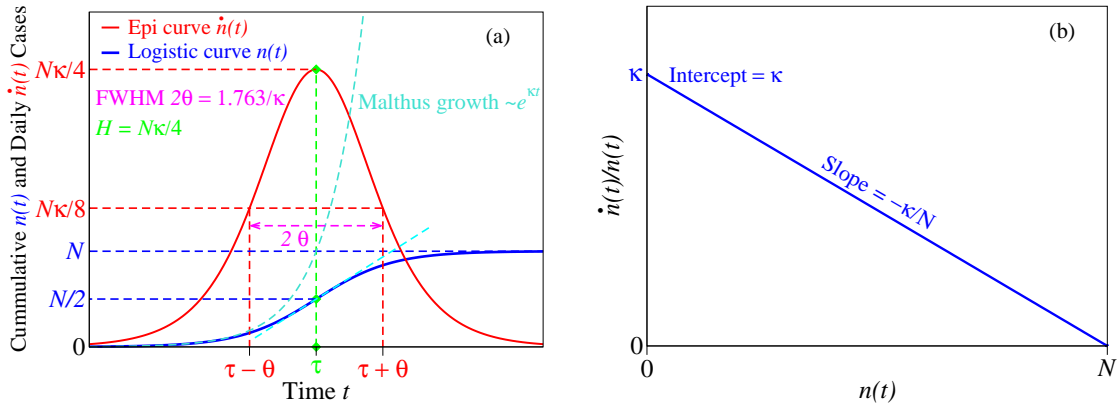 Cummulative n(t) and Daily ṅ(t) Cases
Epi curve ṅ(t)
Logistic curve n(t)
(a)
Nκ/4
FWHM 2θ = 1.763/κ
H = Nκ/4
Malthus growth ~e^κt
Nκ/8
2 θ
N
N/2
0
τ − θ
τ
τ + θ
Time t
(b)
κ
Intercept = κ
ṅ(t)/n(t)
Slope = −κ/N
0
0
N
n(t)